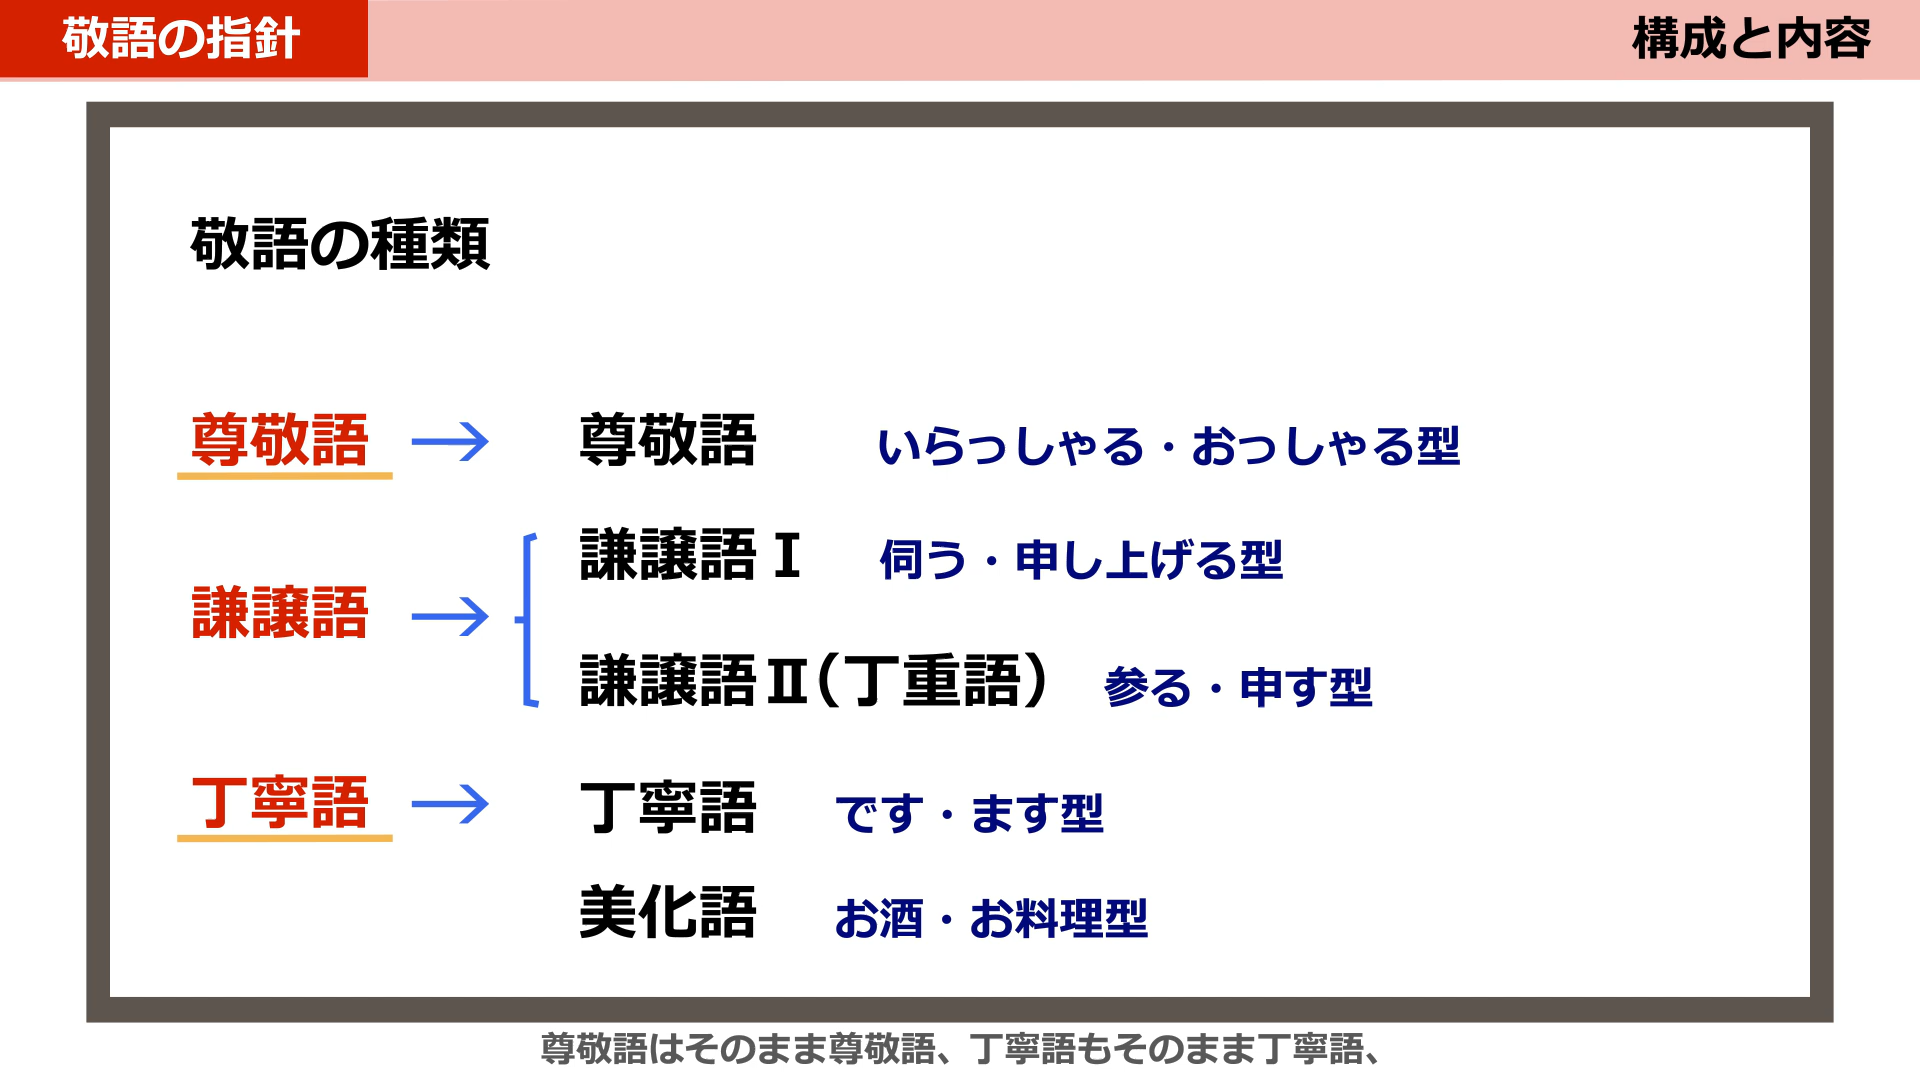 敬語の指針
構成と内容
敬語の種類
尊敬語 → 尊敬語 いらっしゃる・おっしゃる型
謙譲語 → 謙譲語Ⅰ 伺う・申し上げる型
謙譲語Ⅱ(丁重語) 参る・申す型
丁寧語 → 丁寧語 です・ます型
美化語 お酒・お料理型
尊敬語はそのまま尊敬語、丁寧語もそのまま丁寧語、